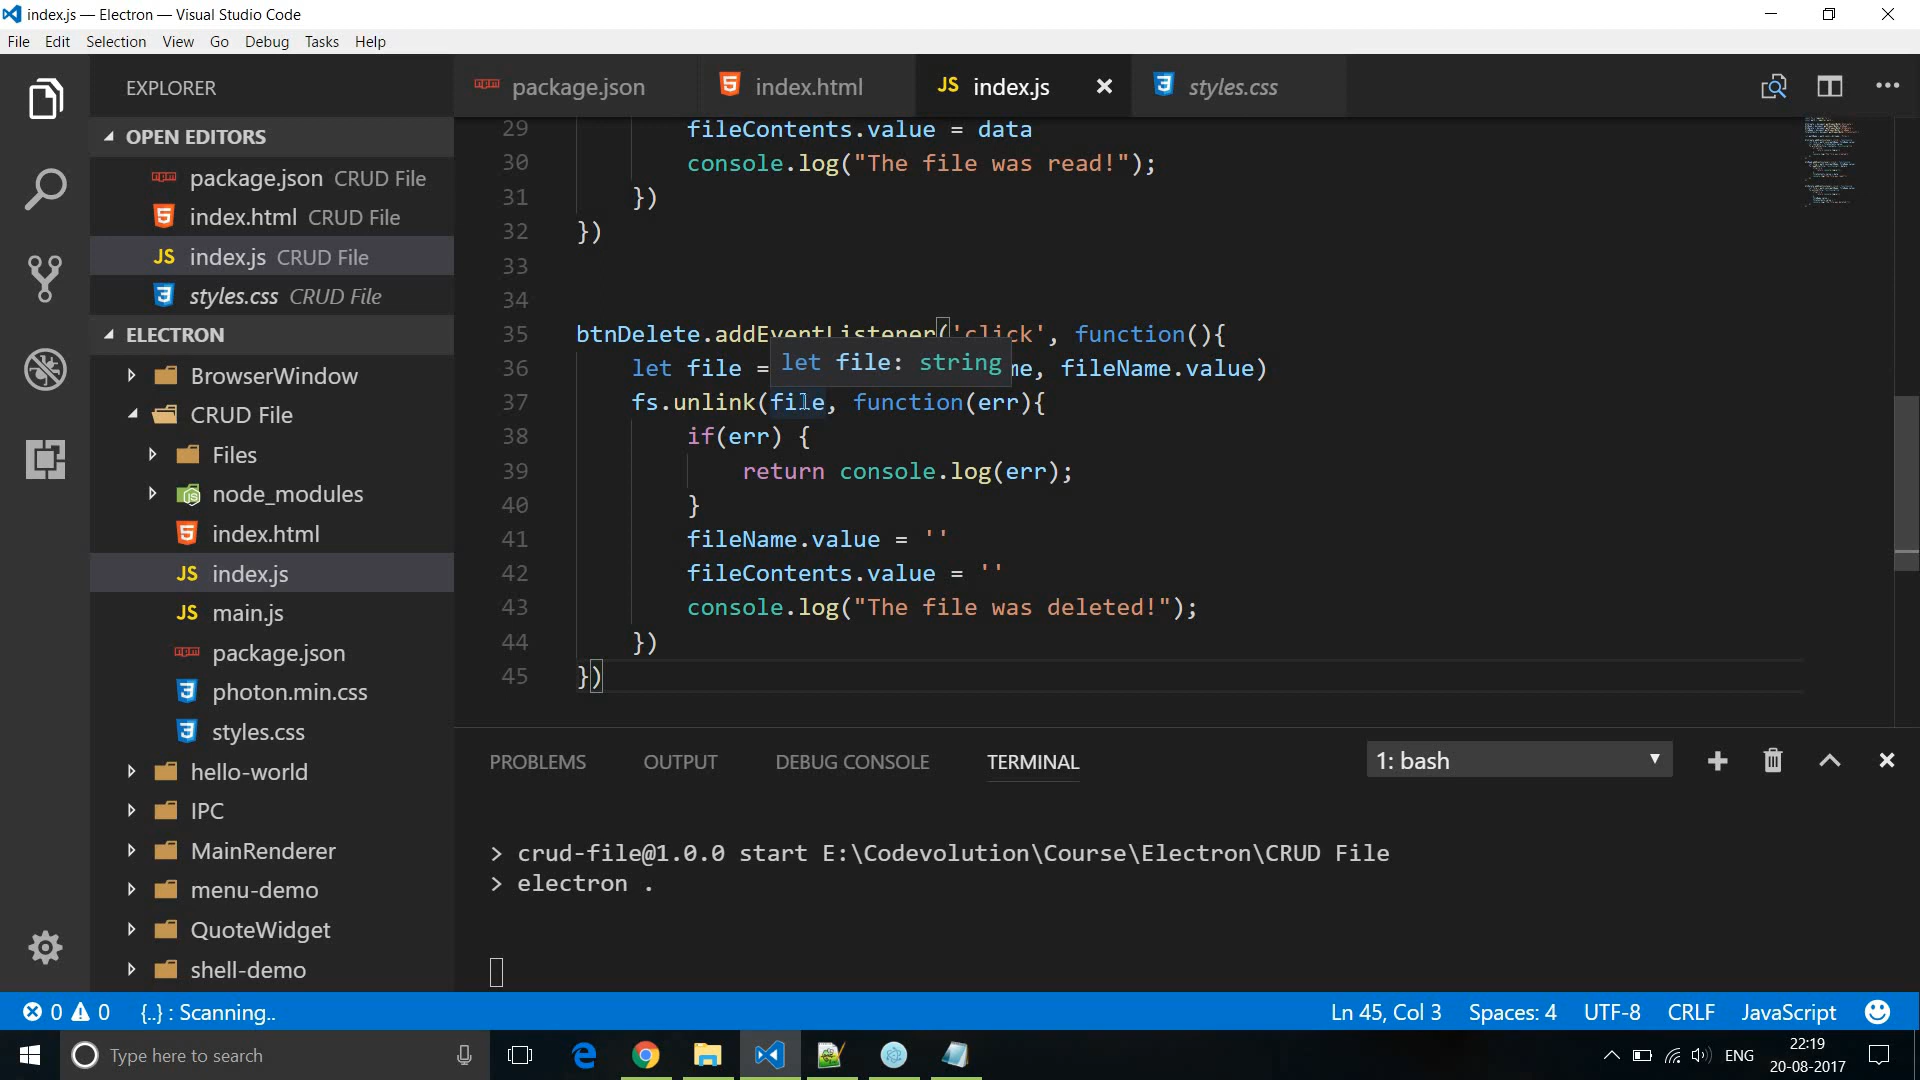 index.js — Electron — Visual Studio Code
File Edit Selection View Go Debug Tasks Help
EXPLORER
OPEN EDITORS
package.json CRUD File
index.html CRUD File
JS index.js CRUD File
styles.css CRUD File
ELECTRON
BrowserWindow
CRUD File
Files
node_modules
index.html
JS index.js
JS main.js
package.json
photon.min.css
styles.css
hello-world
IPC
MainRenderer
menu-demo
QuoteWidget
shell-demo
package.json index.html JS index.js styles.css
29 fileContents.value = data
30 console.log("The file was read!");
31 })
32 })
33
34
35 btnDelete.addEventListener('click', function(){
let file: string
36 let file = me, fileName.value)
37 fs.unlink(file, function(err){
38 if(err) {
39 return console.log(err);
40 }
41 fileName.value = ''
42 fileContents.value = ''
43 console.log("The file was deleted!");
44 })
45 })
PROBLEMS OUTPUT DEBUG CONSOLE TERMINAL 1: bash
> crud-file@1.0.0 start E:\Codevolution\Course\Electron\CRUD File
> electron .
0 0 {..} : Scanning.. Ln 45, Col 3 Spaces: 4 UTF-8 CRLF JavaScript
Type here to search ENG 22:19
20-08-2017